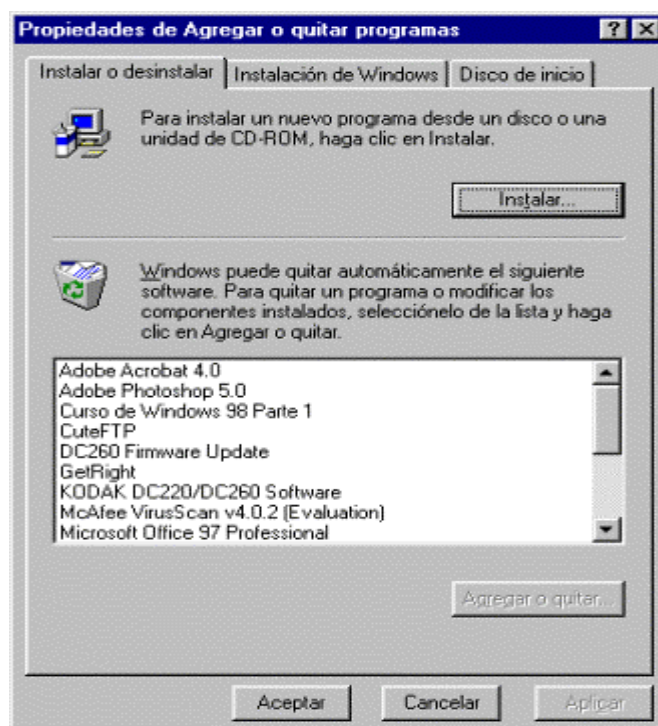 Propiedades de Agregar o quitar programas
Instalar o desinstalar Instalación de Windows Disco de inicio
Para instalar un nuevo programa desde un disco o una
unidad de CD-ROM, haga clic en Instalar.
Instalar...
Windows puede quitar automáticamente el siguiente
software. Para quitar un programa o modificar los
componentes instalados, selecciónelo de la lista y haga
clic en Agregar o quitar.
Adobe Acrobat 4.0
Adobe Photoshop 5.0
Curso de Windows 98 Parte 1
CuteFTP
DC260 Firmware Update
GetRight
KODAK DC220/DC260 Software
McAfee VirusScan v4.0.2 (Evaluation)
Microsoft Office 97 Professional
Agregar o quitar...
Aceptar Cancelar Aplicar